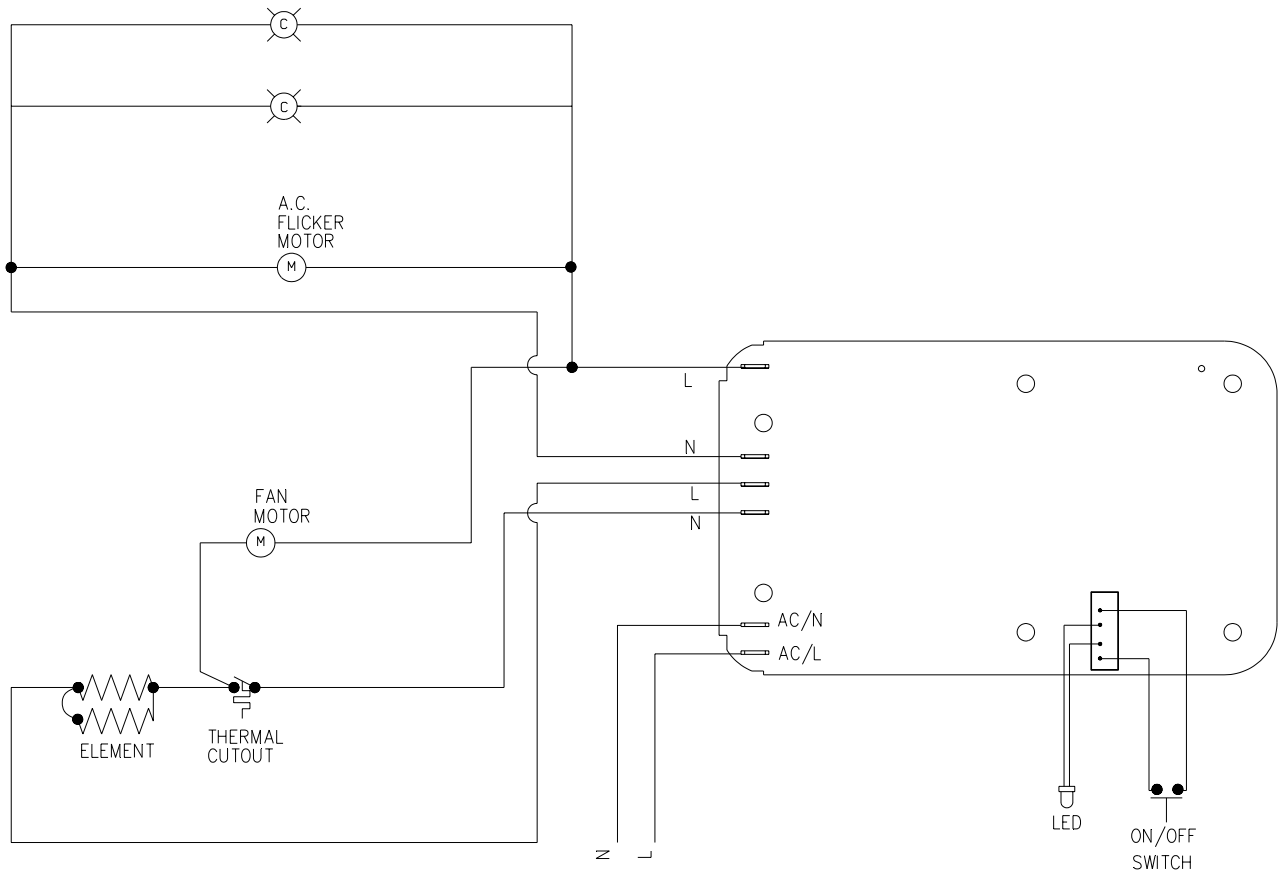 C
C
A.C.
FLICKER
MOTOR
M
L
N
L
N
FAN
MOTOR
M
AC/N
AC/L
ELEMENT
THERMAL
CUTOUT
N
L
LED
ON/OFF
SWITCH